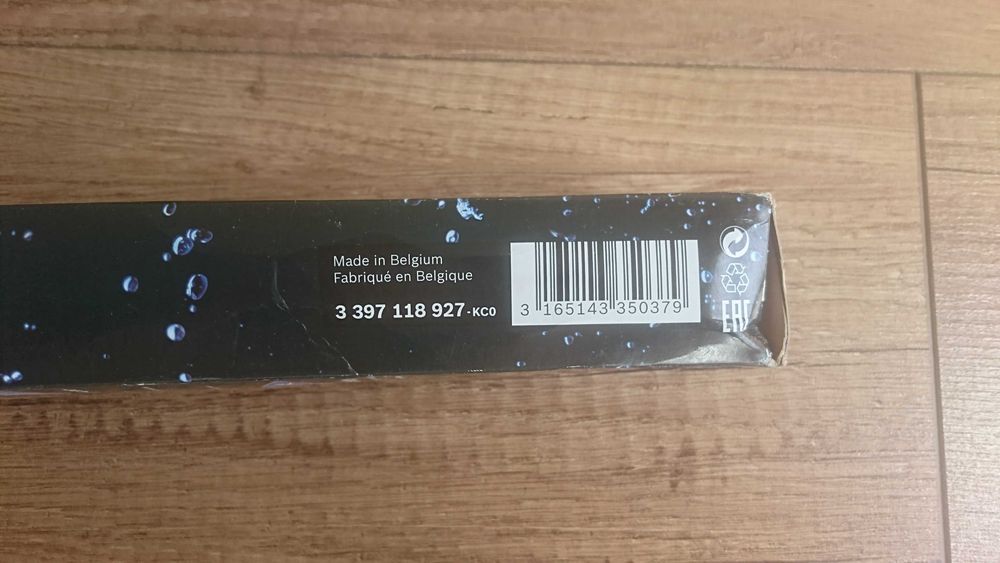 Made in Belgium
Fabriqué en Belgique
3 397 118 927-KC0
3 165143 350379
EAC